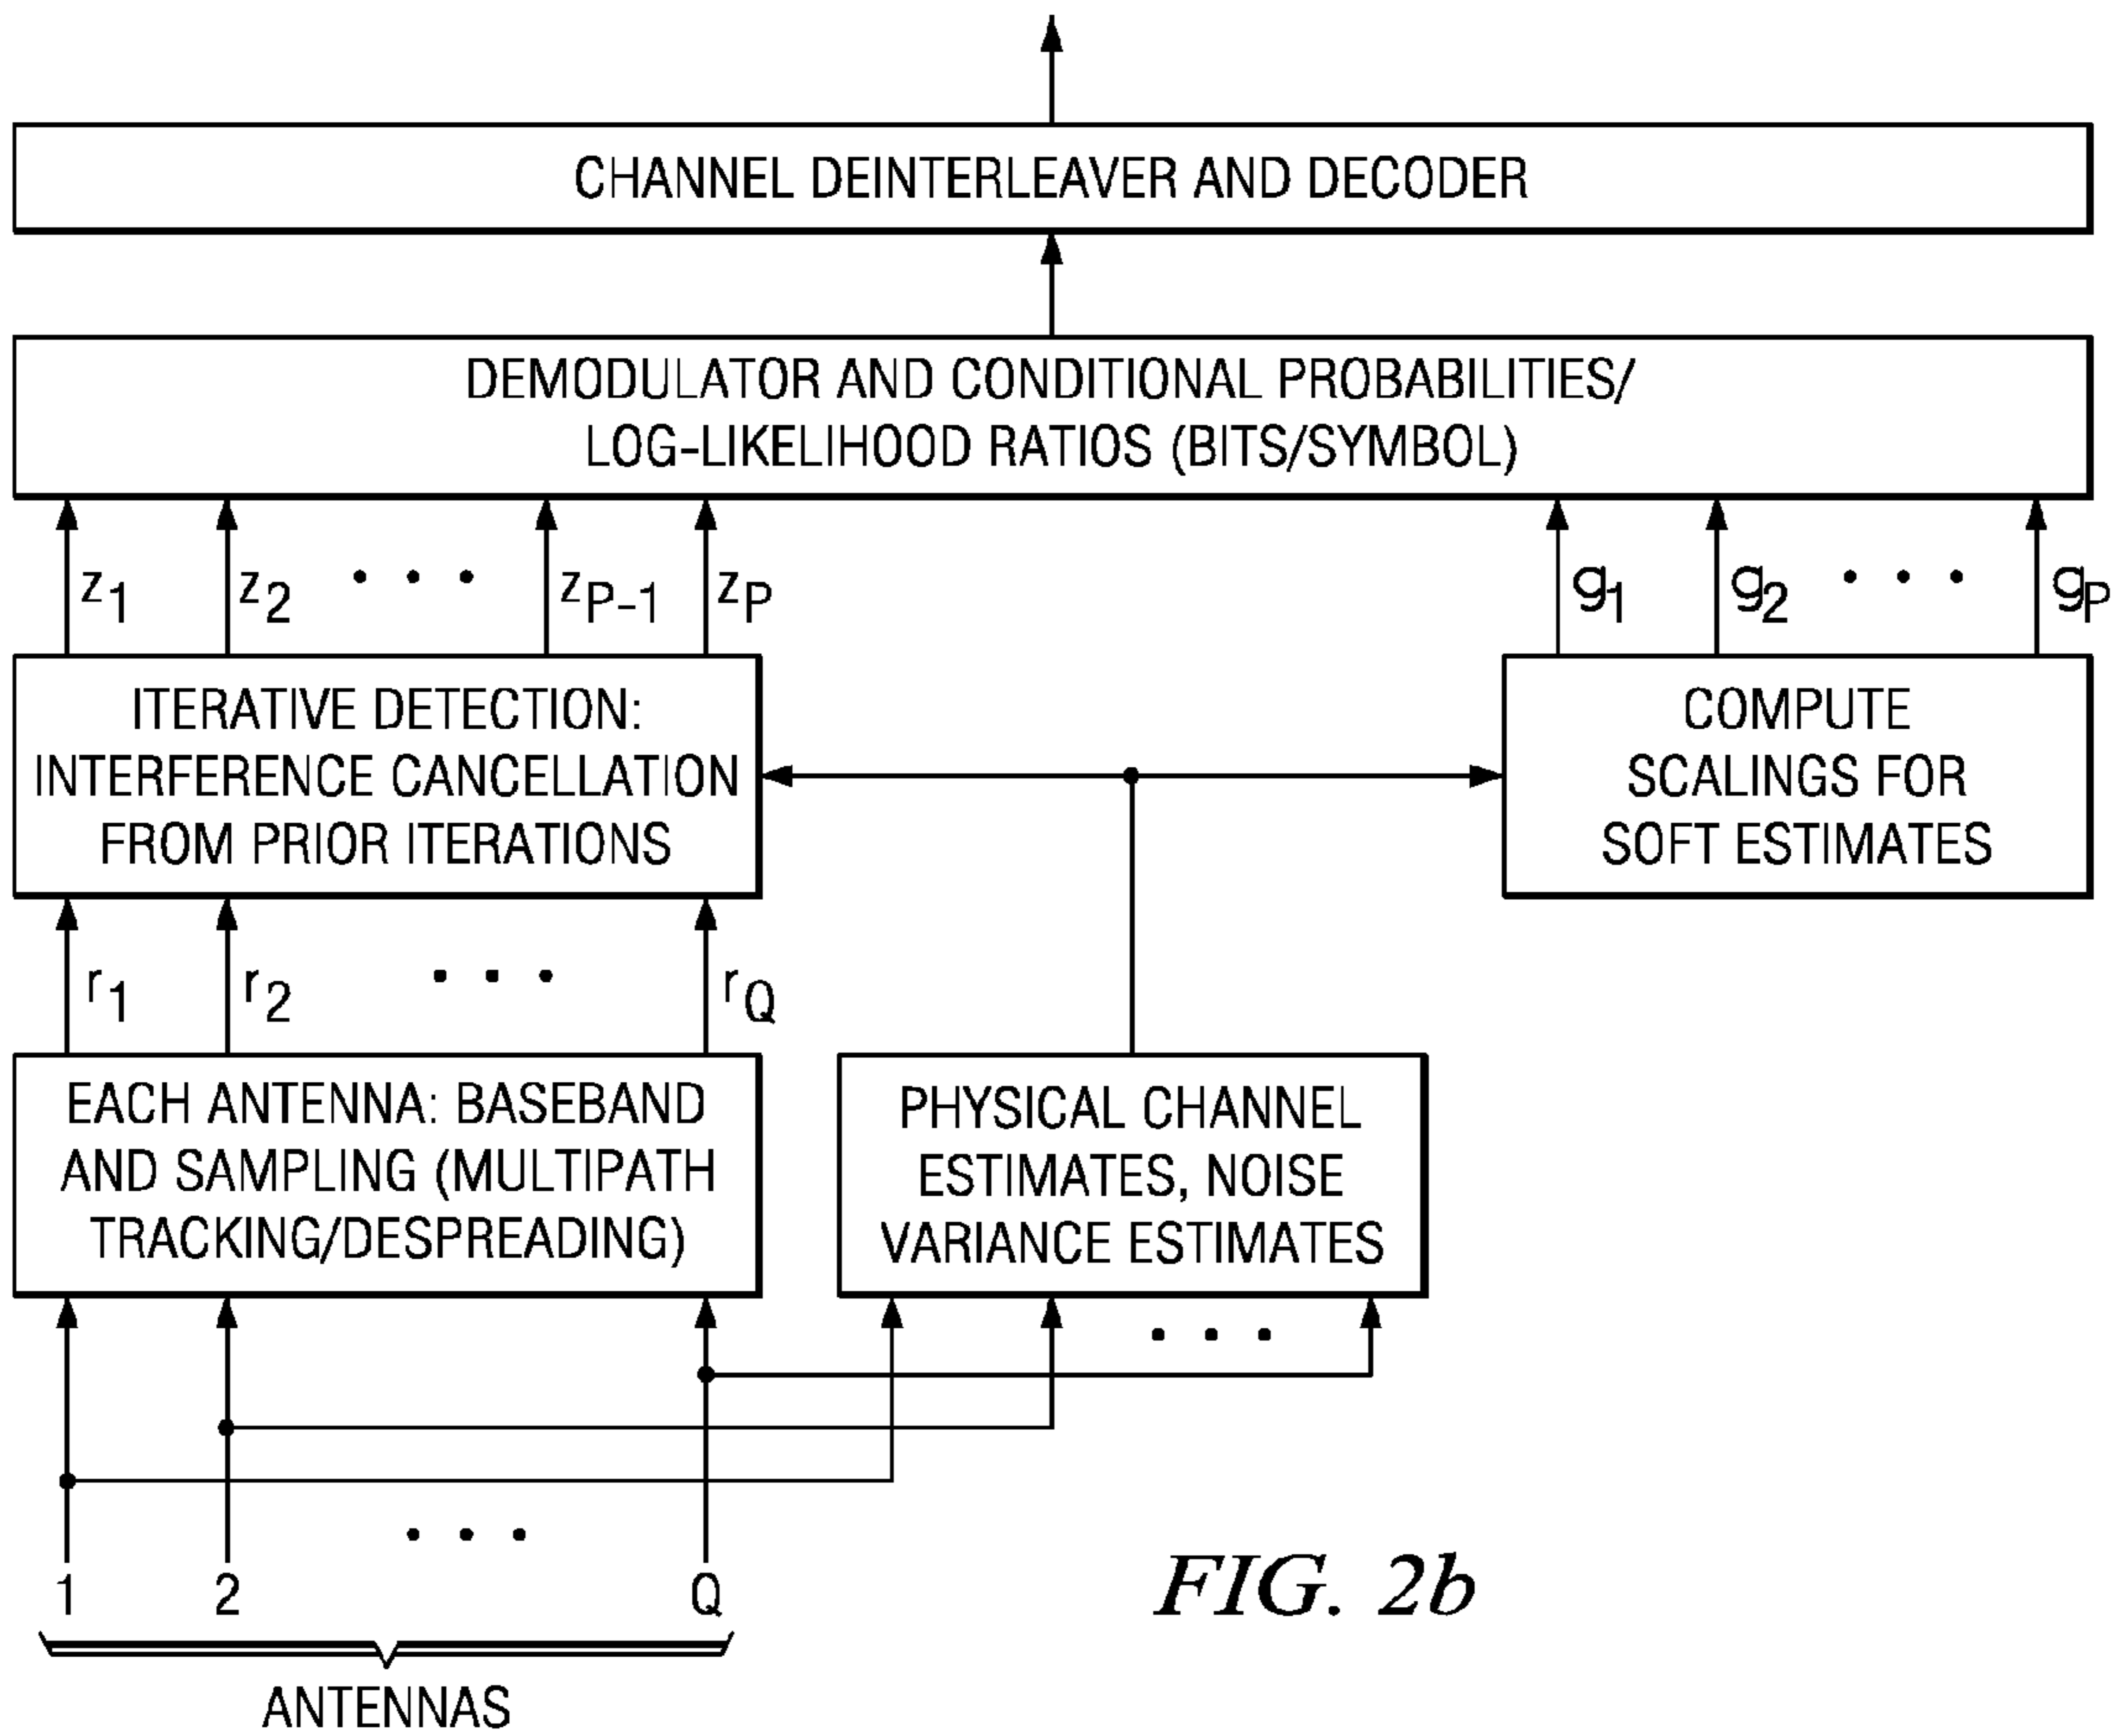 CHANNEL DEINTERLEAVER AND DECODER
DEMODULATOR AND CONDITIONAL PROBABILITIES/
LOG-LIKELIHOOD RATIOS (BITS/SYMBOL)
z1 z2 • • • zP-1 zP
g1 g2 • • • gP
ITERATIVE DETECTION:
INTERFERENCE CANCELLATION
FROM PRIOR ITERATIONS
COMPUTE
SCALINGS FOR
SOFT ESTIMATES
r1 r2 • • • rQ
EACH ANTENNA: BASEBAND
AND SAMPLING (MULTIPATH
TRACKING/DESPREADING)
PHYSICAL CHANNEL
ESTIMATES, NOISE
VARIANCE ESTIMATES
• • •
1 2 • • • Q
ANTENNAS
FIG. 2b